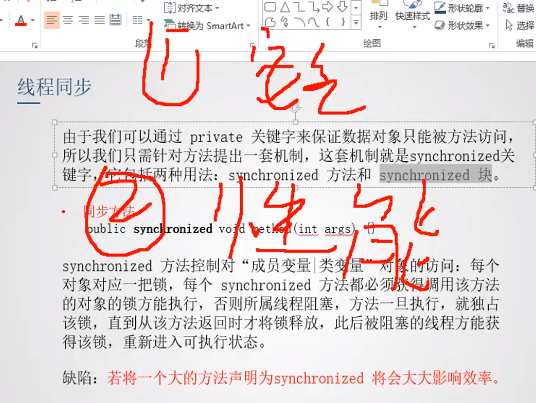 对齐文本
转换为 SmartArt
段落
排列
快速样式
绘图
形状轮廓
形状效果
替换
选择
① 安全
线程同步
由于我们可以通过 private 关键字来保证数据对象只能被方法访问，
所以我们只需针对方法提出一套机制，这套机制就是synchronized关
键字，它包括两种用法：synchronized 方法和 synchronized 块。
② 性能
• 同步方法
public synchronized void method(int args) {}
synchronized 方法控制对“成员变量|类变量”对象的访问：每个
对象对应一把锁，每个 synchronized 方法都必须获得调用该方法
的对象的锁方能执行，否则所属线程阻塞，方法一旦执行，就独占
该锁，直到从该方法返回时才将锁释放，此后被阻塞的线程方能获
得该锁，重新进入可执行状态。
缺陷：若将一个大的方法声明为synchronized 将会大大影响效率。